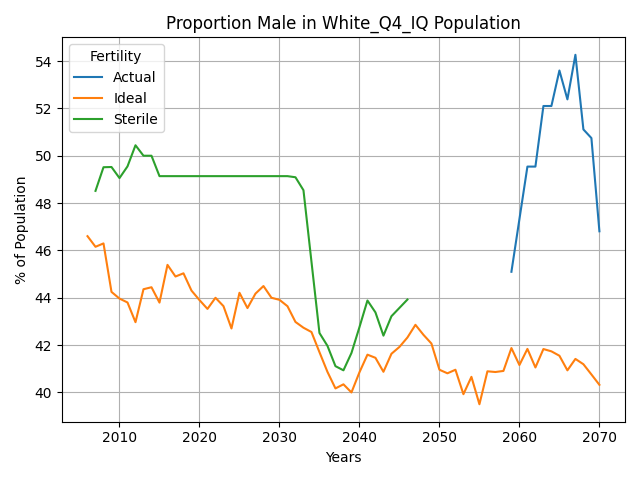 Proportion Male in White_Q4_IQ Population
Fertility
Actual
Ideal
Sterile
% of Population
54
52
50
48
46
44
42
40
2010 2020 2030 2040 2050 2060 2070
Years